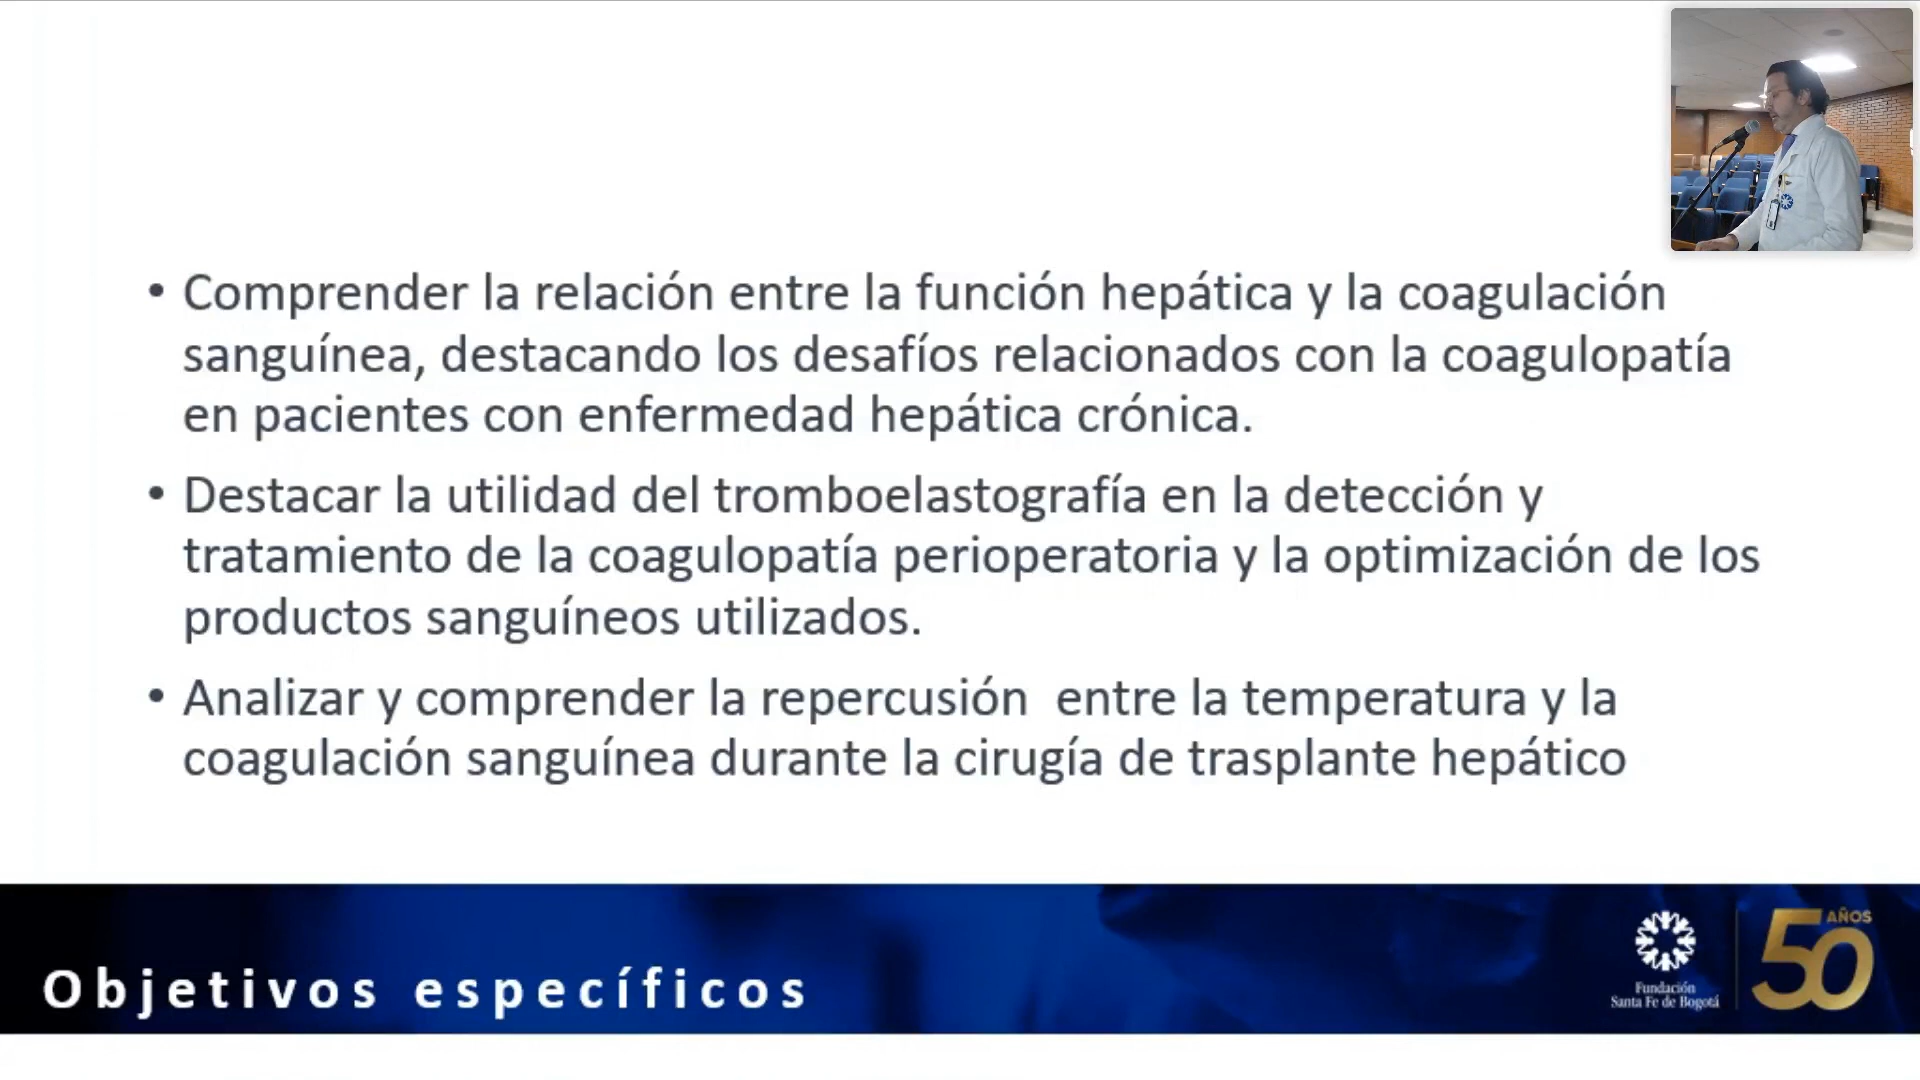 • Comprender la relación entre la función hepática y la coagulación
sanguínea, destacando los desafíos relacionados con la coagulopatía
en pacientes con enfermedad hepática crónica.
• Destacar la utilidad del tromboelastografía en la detección y
tratamiento de la coagulopatía perioperatoria y la optimización de los
productos sanguíneos utilizados.
• Analizar y comprender la repercusión  entre la temperatura y la
coagulación sanguínea durante la cirugía de trasplante hepático
Objetivos específicos
Fundación
Santa Fe de Bogotá
50 AÑOS